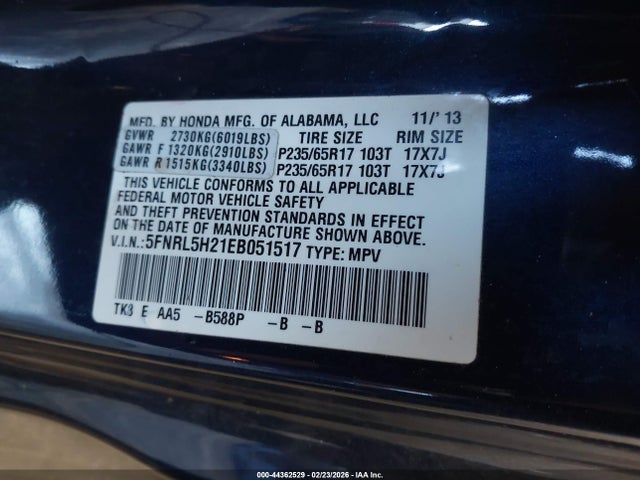 MFD. BY HONDA MFG. OF ALABAMA, LLC 11/'13
GVWR 2730KG(6019LBS) TIRE SIZE RIM SIZE
GAWR F 1320KG(2910LBS) P235/65R17 103T 17X7J
GAWR R 1515KG(3340LBS) P235/65R17 103T 17X7J
THIS VEHICLE CONFORMS TO ALL APPLICABLE
FEDERAL MOTOR VEHICLE SAFETY
AND THEFT PREVENTION STANDARDS IN EFFECT
ON THE DATE OF MANUFACTURE SHOWN ABOVE.
V.I.N.:5FNRL5H21EB051517 TYPE: MPV
TK8 E AA5 -B588P -B -B
000-44362529 - 02/23/2026 - IAA Inc.